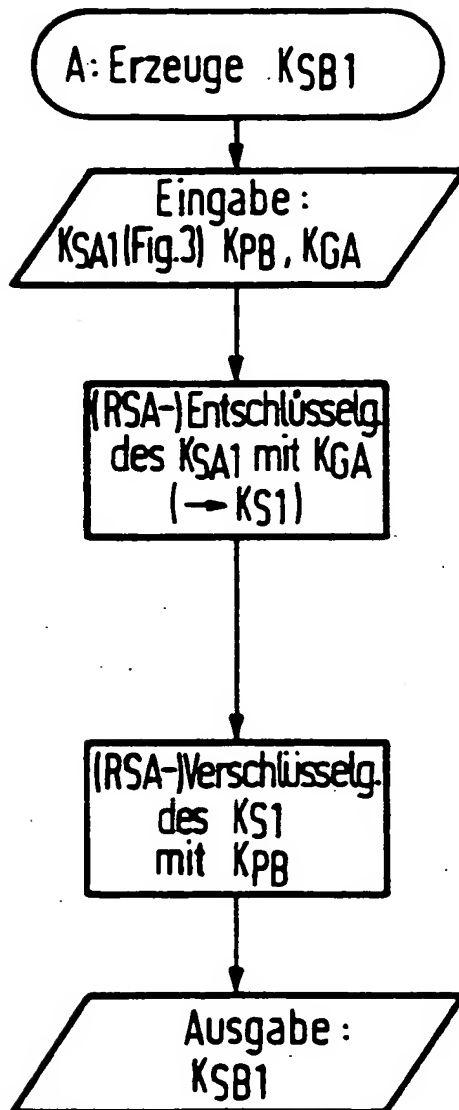 A: Erzeuge KSB1
Eingabe:
KSA1(Fig.3) KPB, KGA
(RSA-)Entschlüsselg.
des KSA1 mit KGA
(→ KS1)
(RSA-)Verschlüsselg.
des KS1
mit KPB
Ausgabe:
KSB1